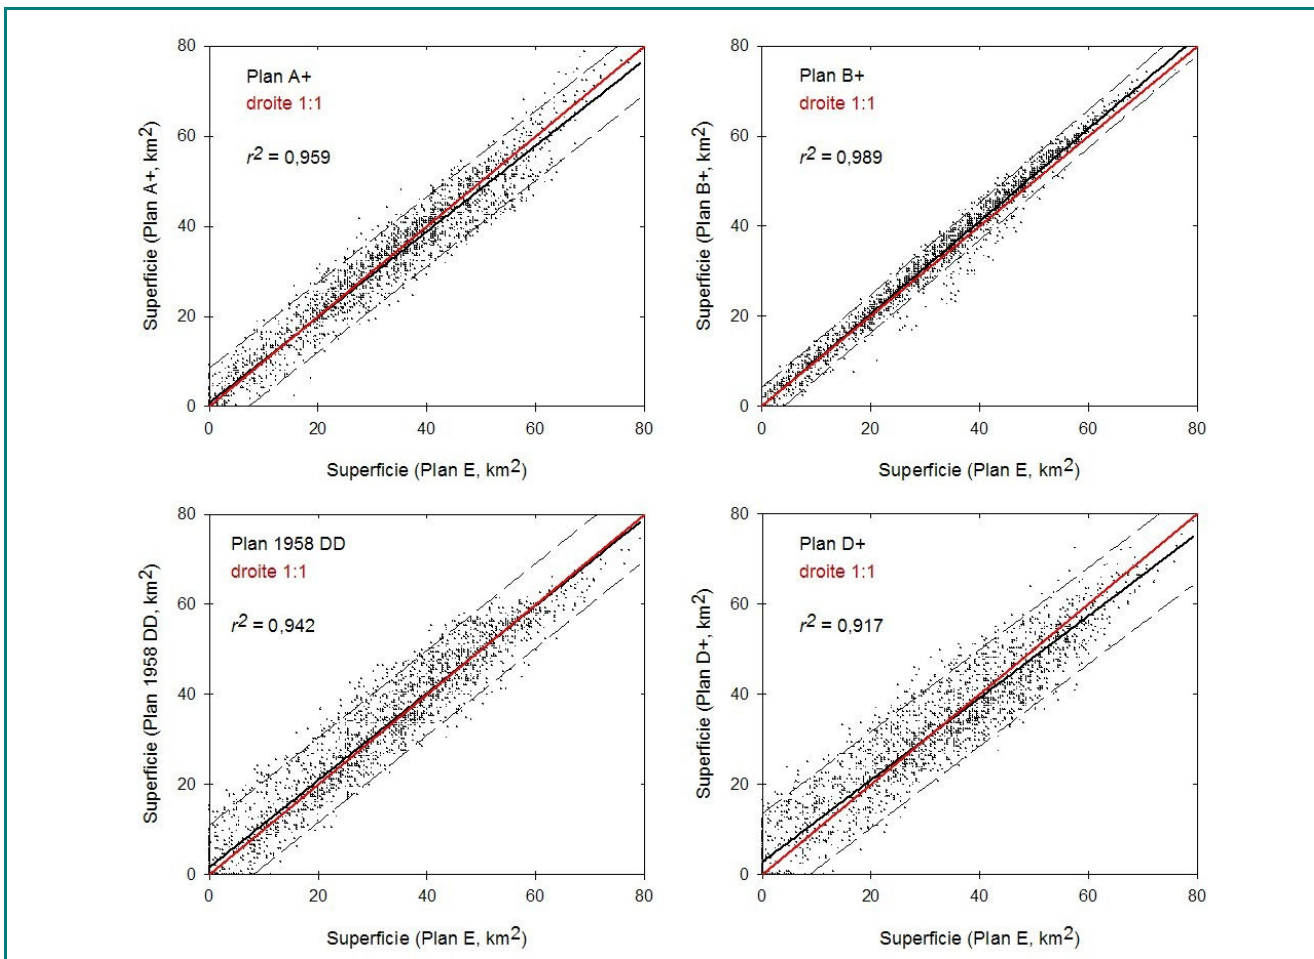 80
60
40
20
0
Superficie (Plan A+, km2)
Plan A+
droite 1:1
r2 = 0,959
0 20 40 60 80
Superficie (Plan E, km2)
80
60
40
20
0
Superficie (Plan B+, km2)
Plan B+
droite 1:1
r2 = 0,989
0 20 40 60 80
Superficie (Plan E, km2)
80
60
40
20
0
Superficie (Plan 1958 DD, km2)
Plan 1958 DD
droite 1:1
r2 = 0,942
0 20 40 60 80
Superficie (Plan E, km2)
80
60
40
20
0
Superficie (Plan D+, km2)
Plan D+
droite 1:1
r2 = 0,917
0 20 40 60 80
Superficie (Plan E, km2)